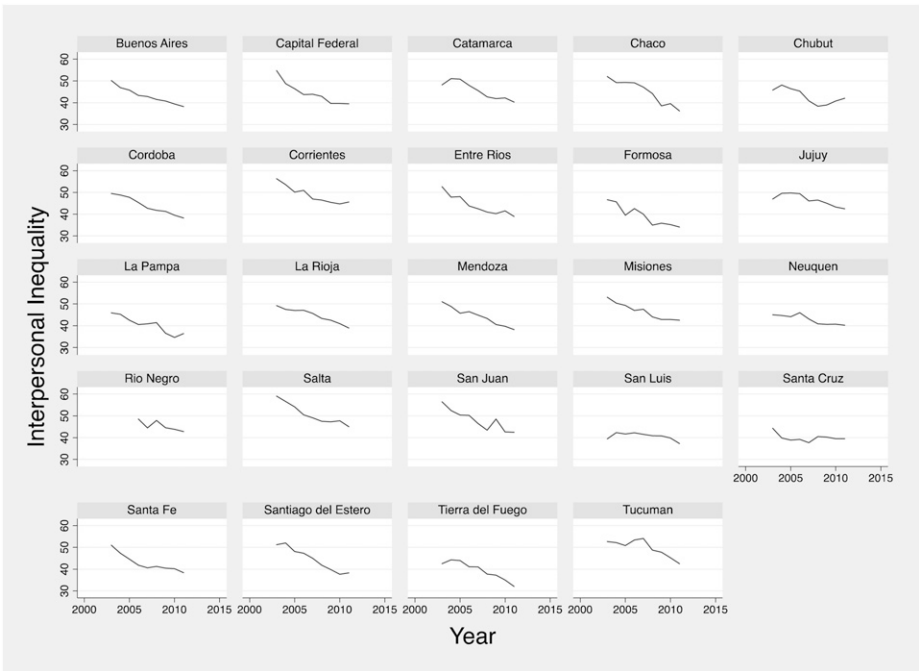 Buenos Aires Capital Federal Catamarca Chaco Chubut
60
50
40
30
Cordoba Corrientes Entre Rios Formosa Jujuy
60
50
40
30
La Pampa La Rioja Mendoza Misiones Neuquen
60
50
40
30
Rio Negro Salta San Juan San Luis Santa Cruz
60
50
40
30
2000 2005 2010 2015
Santa Fe Santiago del Estero Tierra del Fuego Tucuman
60
50
40
30
2000 2005 2010 2015 2000 2005 2010 2015 2000 2005 2010 2015 2000 2005 2010 2015
Interpersonal Inequality
Year